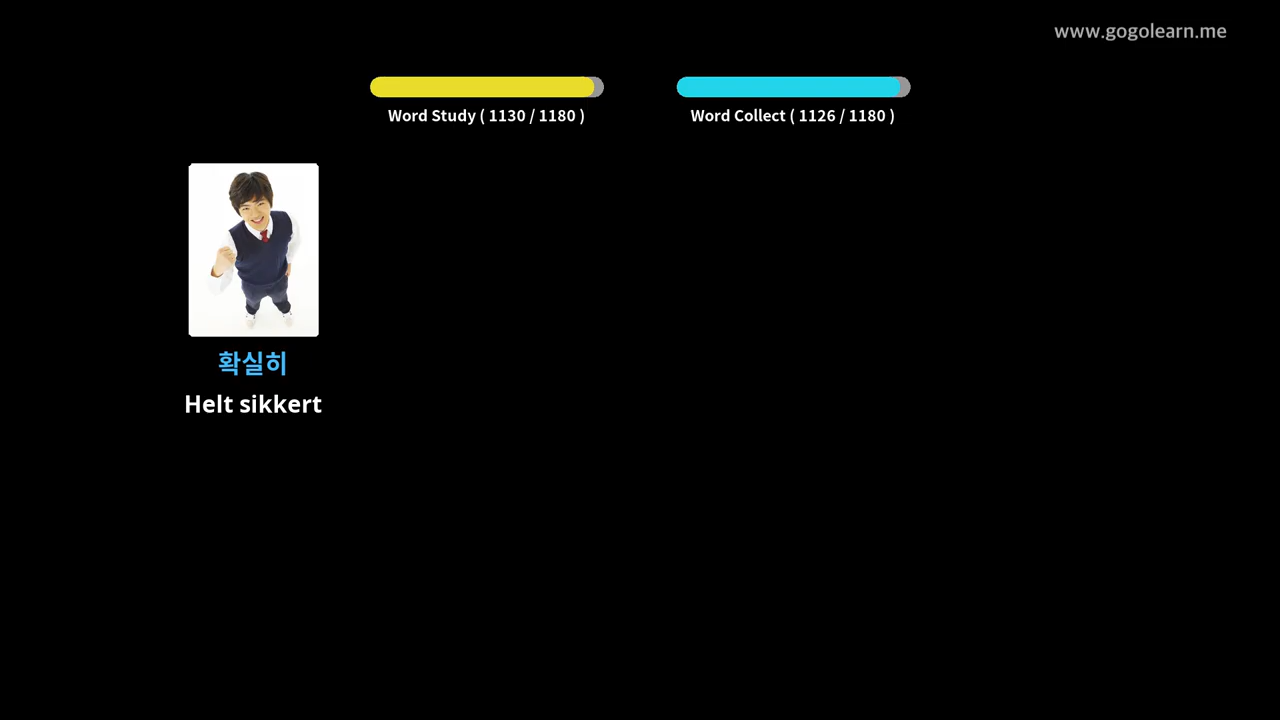 www.gogolearn.me
Word Study ( 1130 / 1180 )
Word Collect ( 1126 / 1180 )
확실히
Helt sikkert